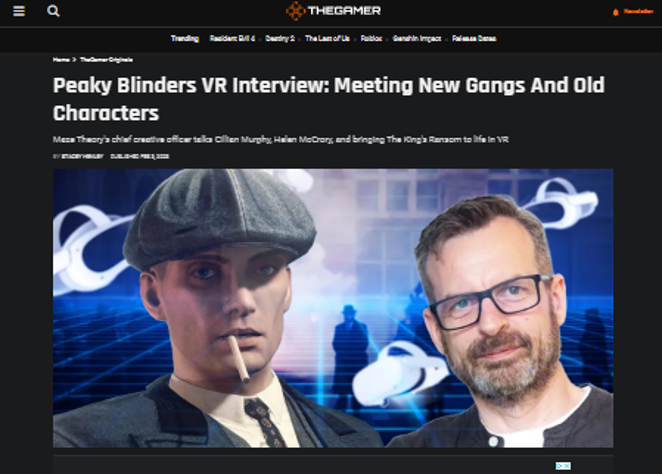 THEGAMER
Newsletter
Trending Resident Evil 4 Destiny 2 The Last of Us Roblox Genshin Impact Release Dates
Home > TheGamer Originals
Peaky Blinders VR Interview: Meeting New Gangs And Old
Characters
Maze Theory's chief creative officer talks Cillian Murphy, Helen McCrory, and bringing The King's Ransom to life in VR
BY STACEY HENLEY PUBLISHED FEB 3, 2023